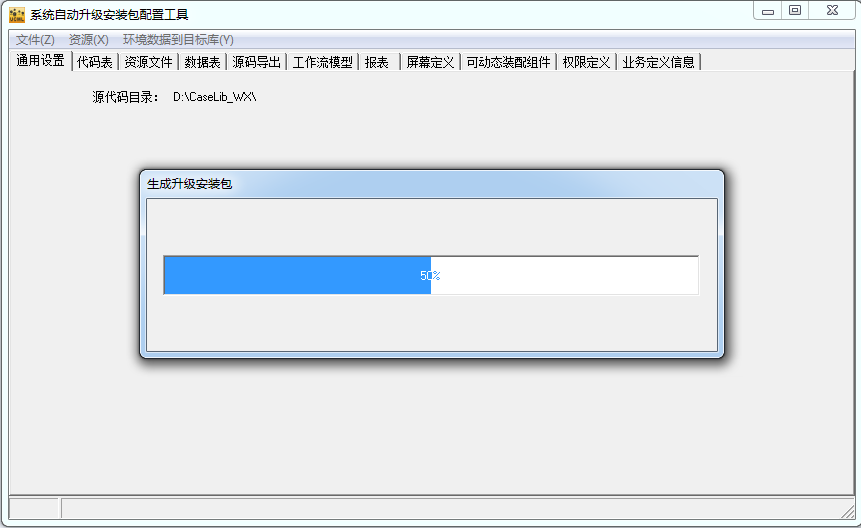 系统自动升级安装包配置工具
文件(Z) 资源(X) 环境数据到目标库(Y)
通用设置 代码表 资源文件 数据表 源码导出 工作流模型 报表 屏幕定义 可动态装配组件 权限定义 业务定义信息
源代码目录: D:\CaseLib_WX\
生成升级安装包
50%